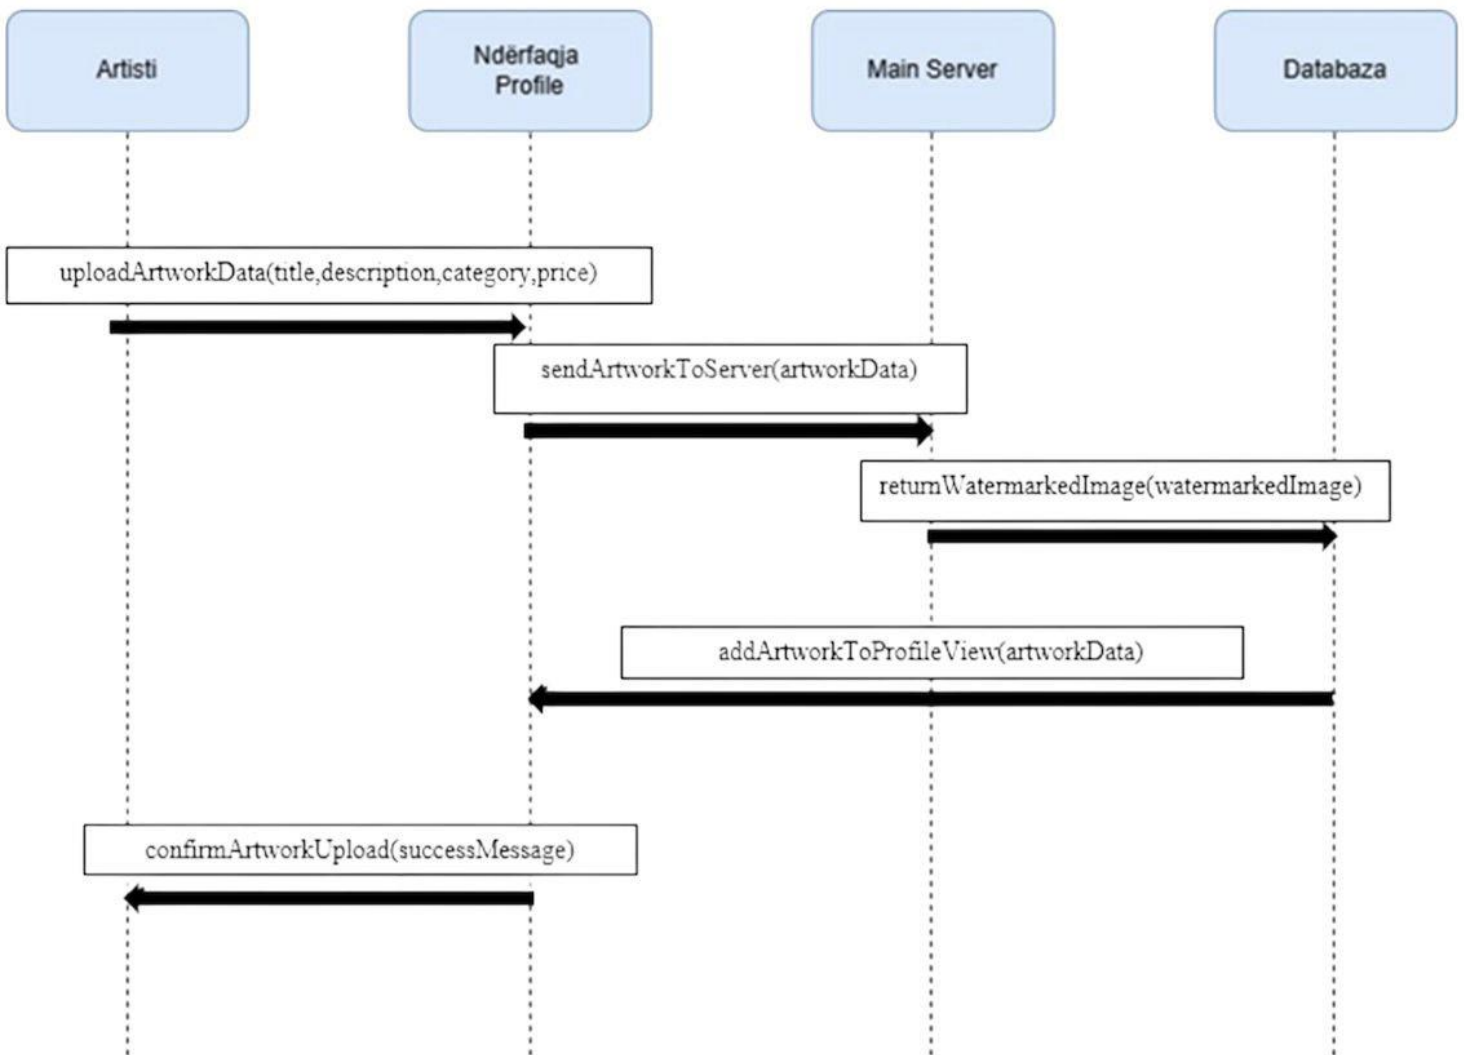 Artisti
Ndërfaqja
Profile
Main Server
Databaza
uploadArtworkData(title,description,category,price)
sendArtworkToServer(artworkData)
returnWatermarkedImage(watermarkedImage)
addArtworkToProfileView(artworkData)
confirmArtworkUpload(successMessage)